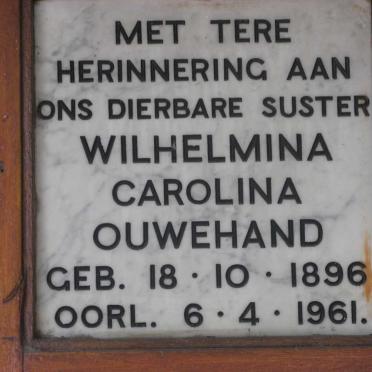 MET TERE
HERINNERING AAN
ONS DIERBARE SUSTER
WILHELMINA
CAROLINA
OUWEHAND
GEB. 18 · 10 · 1896
OORL. 6 · 4 · 1961.